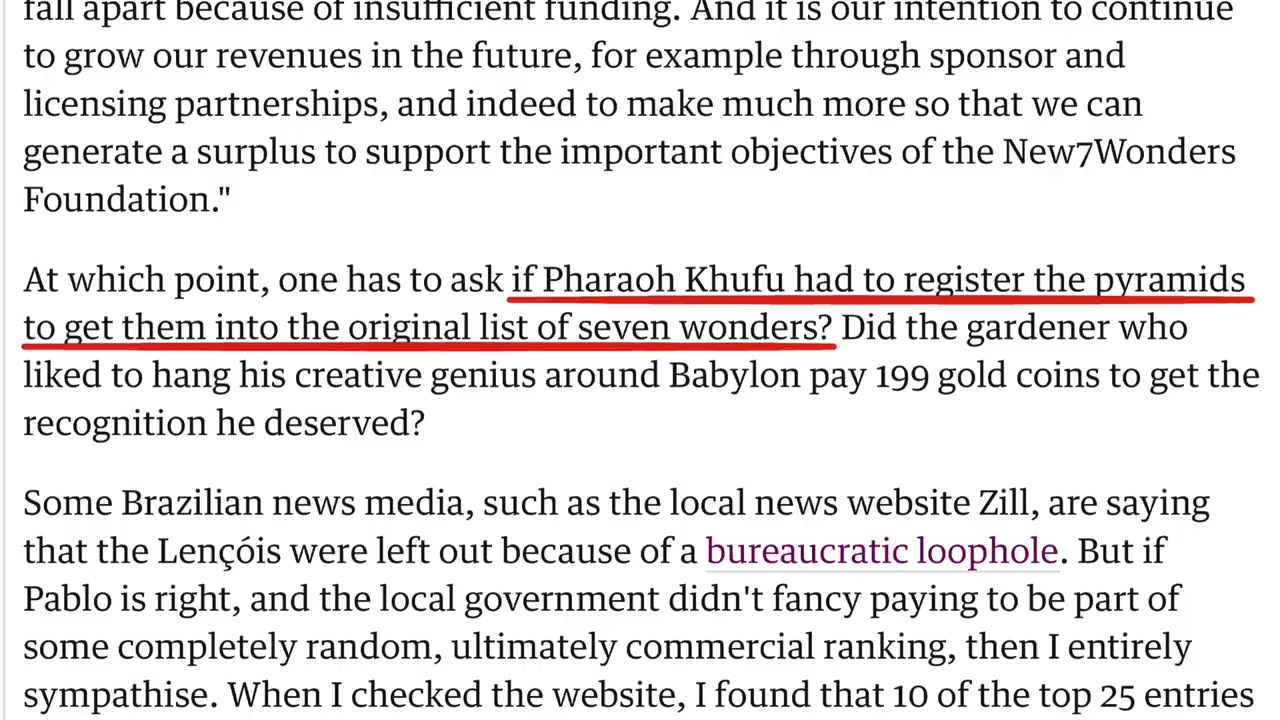 fall apart because of insufficient funding. And it is our intention to continue
to grow our revenues in the future, for example through sponsor and
licensing partnerships, and indeed to make much more so that we can
generate a surplus to support the important objectives of the New7Wonders
Foundation."
At which point, one has to ask if Pharaoh Khufu had to register the pyramids
to get them into the original list of seven wonders? Did the gardener who
liked to hang his creative genius around Babylon pay 199 gold coins to get the
recognition he deserved?
Some Brazilian news media, such as the local news website Zill, are saying
that the Lençóis were left out because of a bureaucratic loophole. But if
Pablo is right, and the local government didn't fancy paying to be part of
some completely random, ultimately commercial ranking, then I entirely
sympathise. When I checked the website, I found that 10 of the top 25 entries